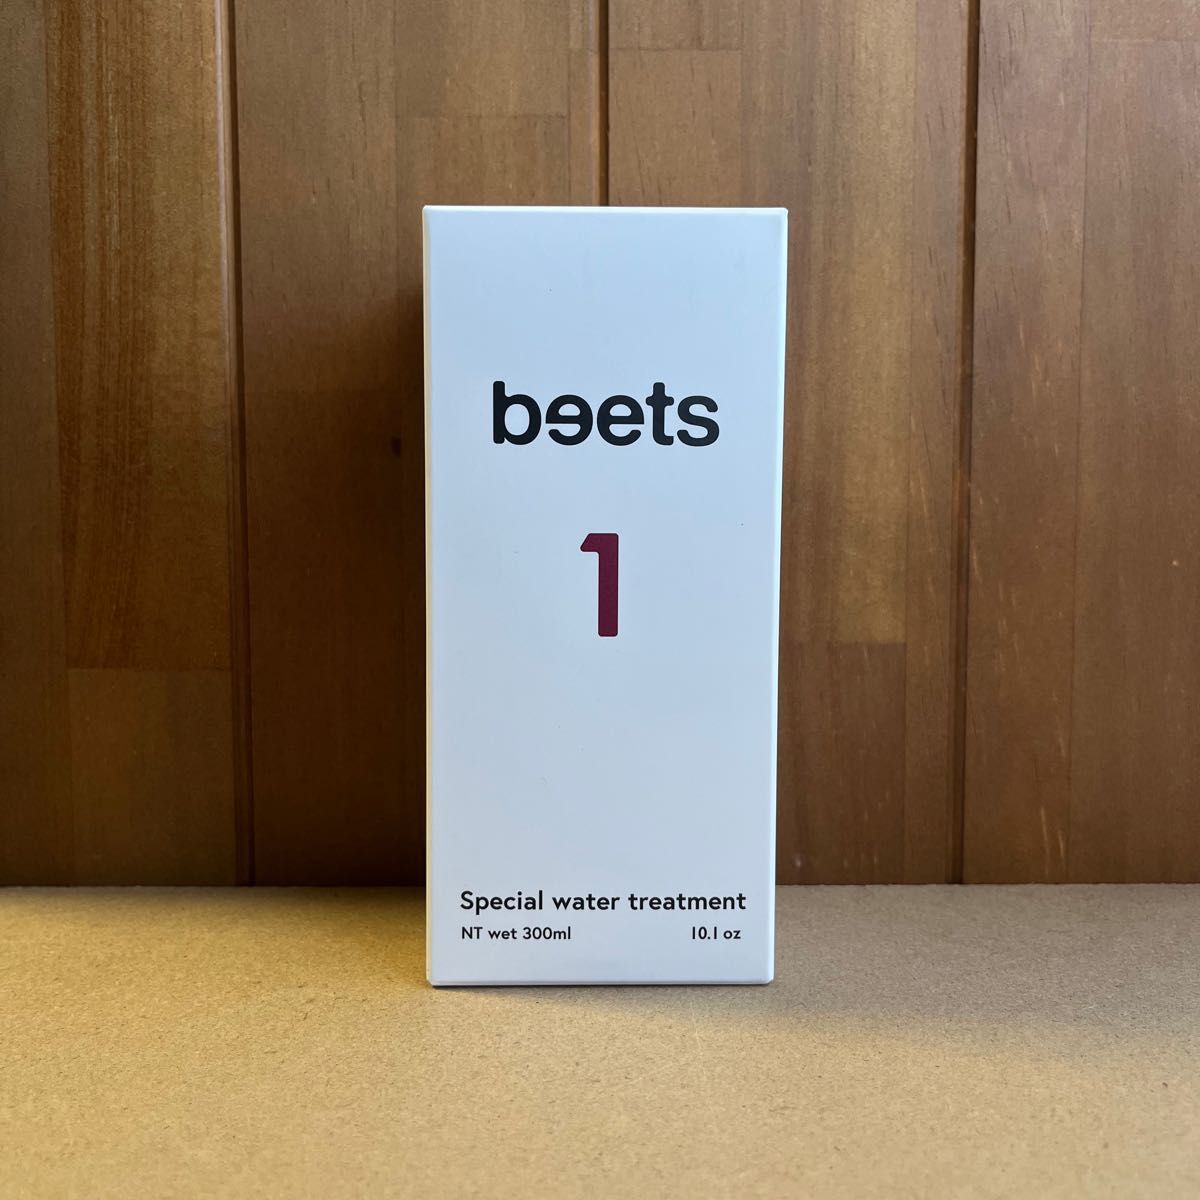 beets
1
Special water treatment
NT wet 300ml 10.1 oz